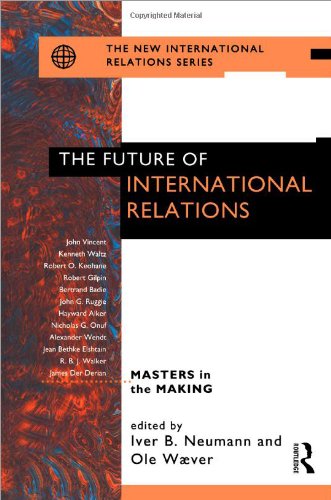 Copyrighted Material
THE NEW INTERNATIONAL
RELATIONS SERIES
THE FUTURE OF
INTERNATIONAL
RELATIONS
John Vincent
Kenneth Waltz
Robert O. Keohane
Robert Gilpin
Bertrand Badie
John G. Ruggie
Hayward Alker
Nicholas G. Onuf
Alexander Wendt
Jean Bethke Elshtain
R. B. J. Walker
James Der Derian
MASTERS in
the MAKING
edited by
Iver B. Neumann and
Ole Wæver
ROUTLEDGE